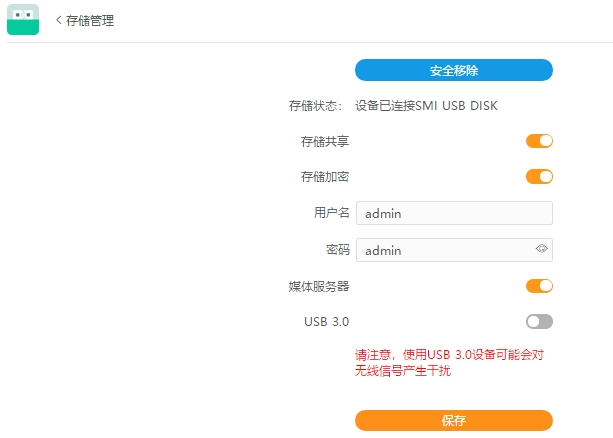 存储管理
安全移除
存储状态： 设备已连接SMI USB DISK
存储共享
存储加密
用户名 admin
密码 admin
媒体服务器
USB 3.0
请注意，使用USB 3.0设备可能会对
无线信号产生干扰
保存